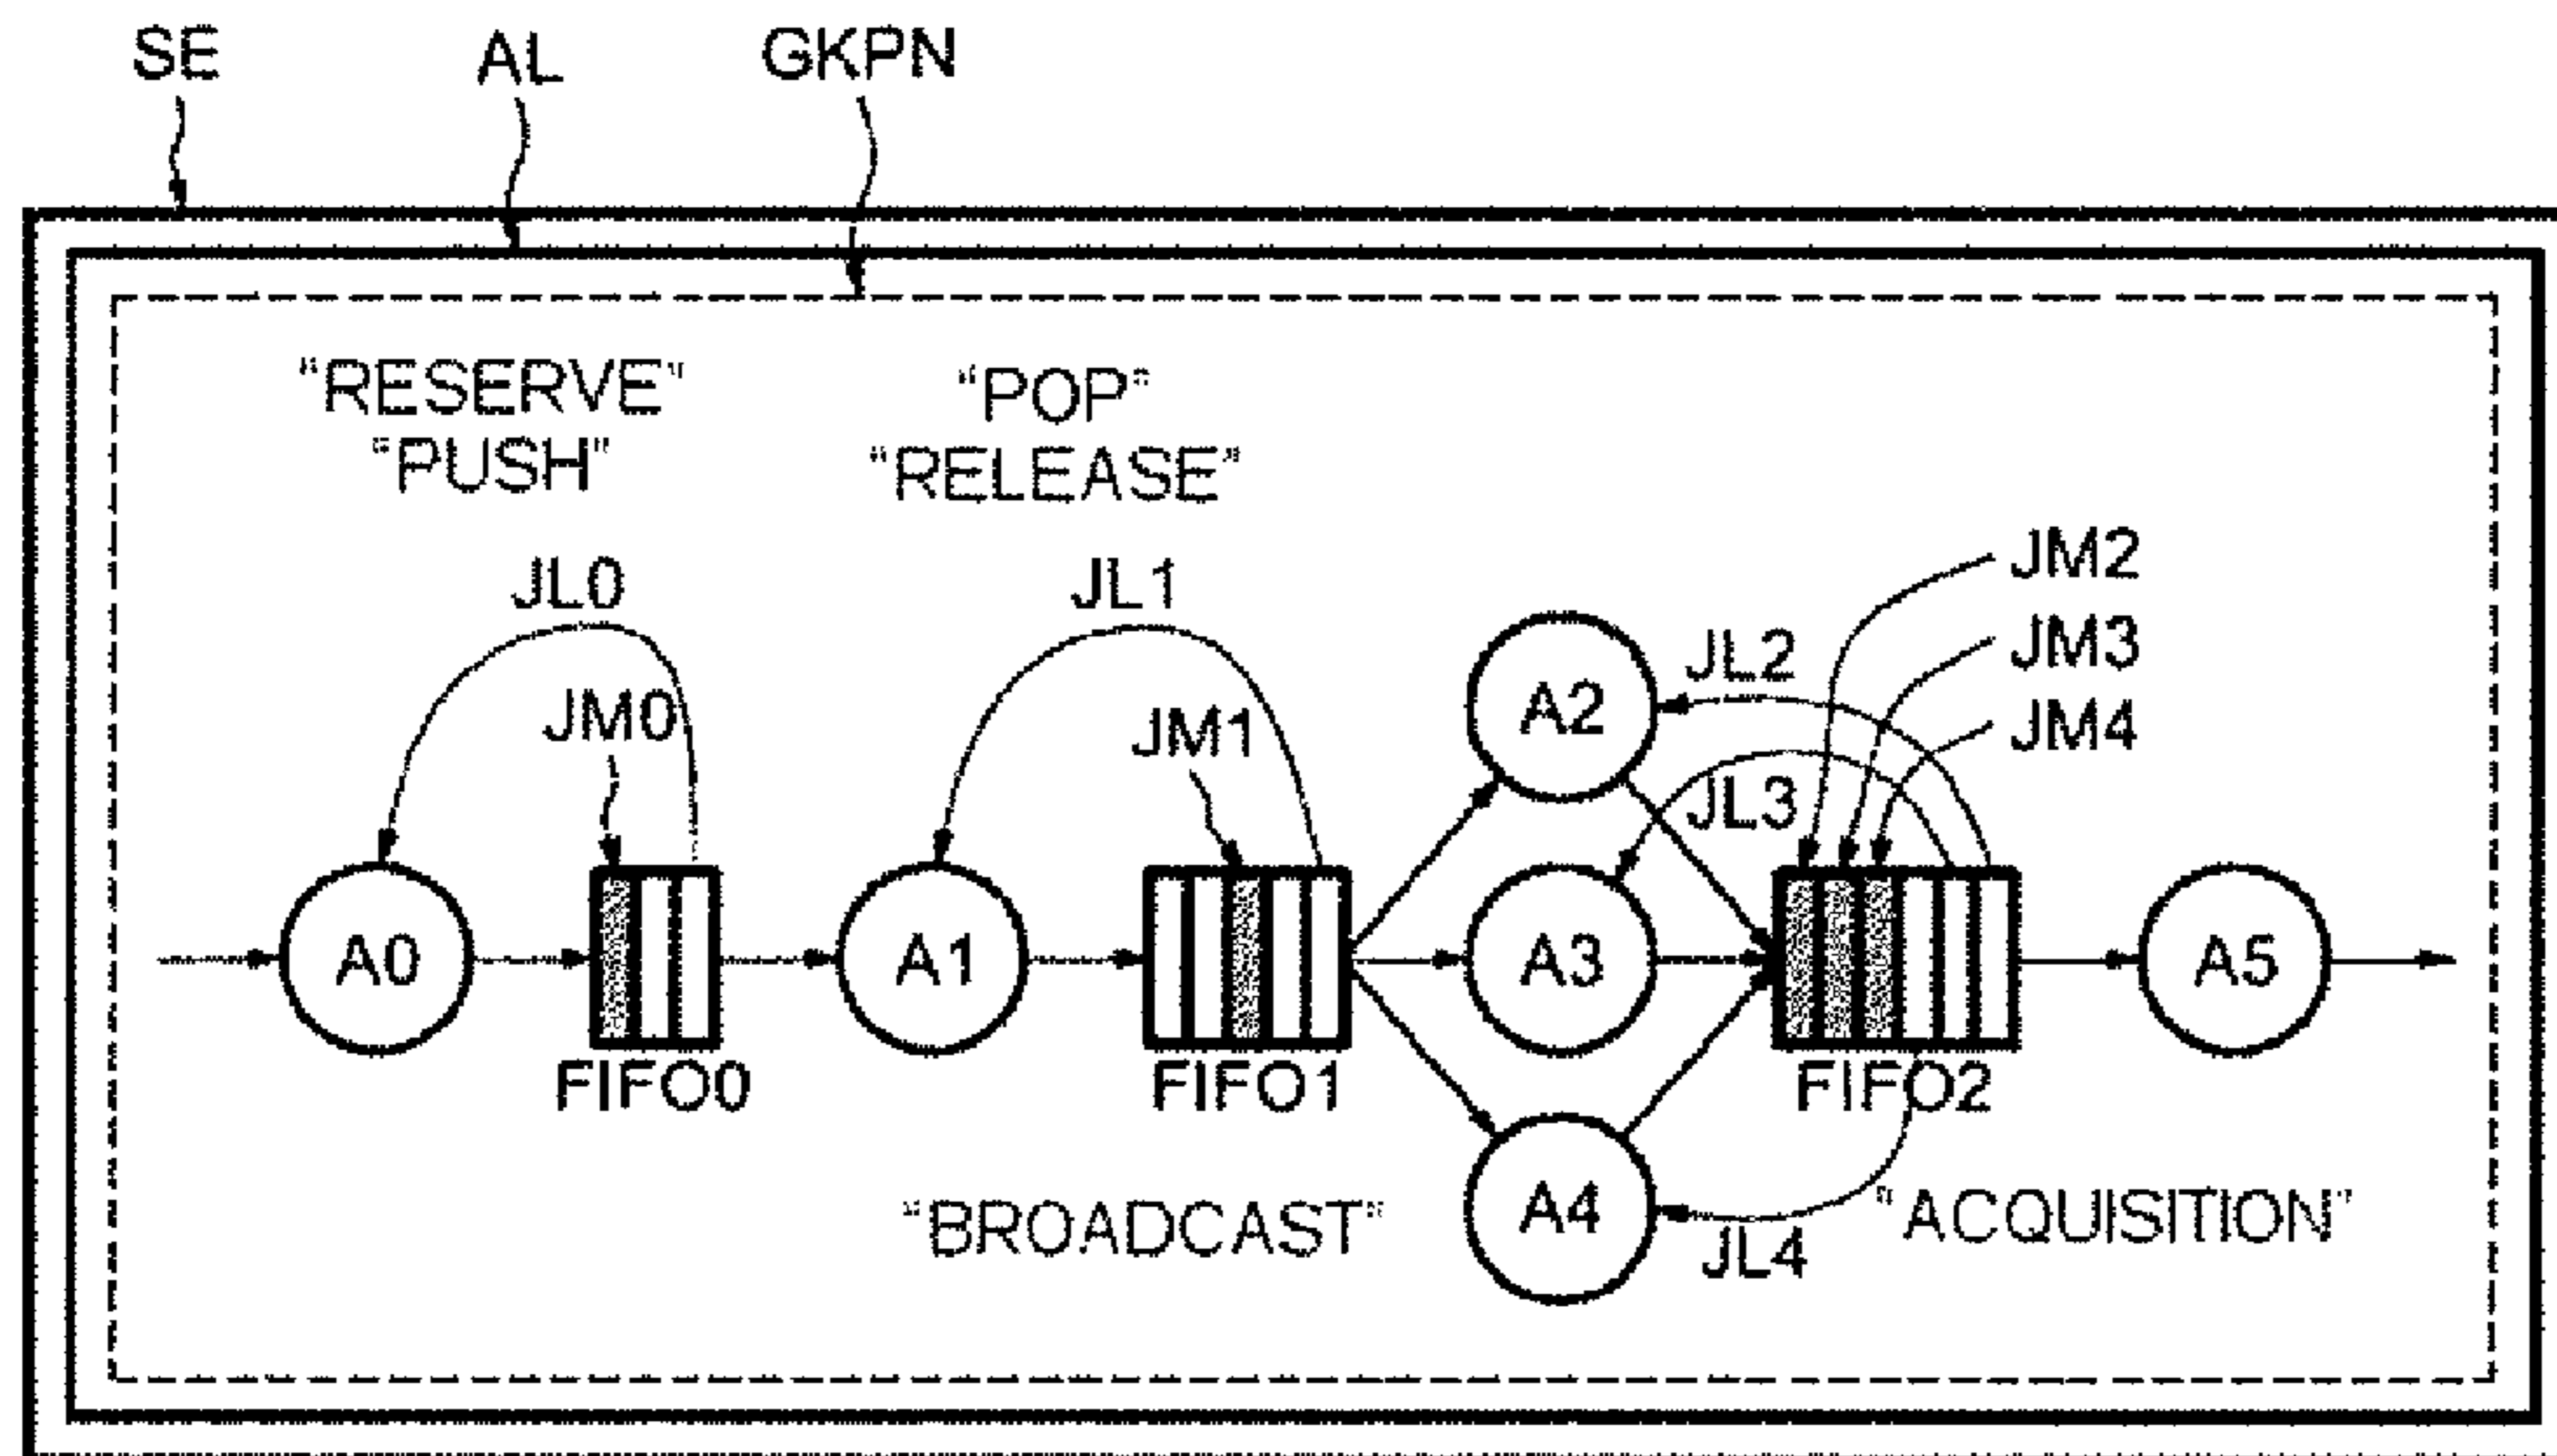 SE
AL
GKPN
"RESERVE"
"PUSH"
"POP"
"RELEASE"
JL0
JL1
JM0
JM1
JL2
JL3
JM2
JM3
JM4
A0
FIFO0
A1
FIFO1
A2
A3
A4
FIFO2
A5
"BROADCAST"
JL4
"ACQUISITION"